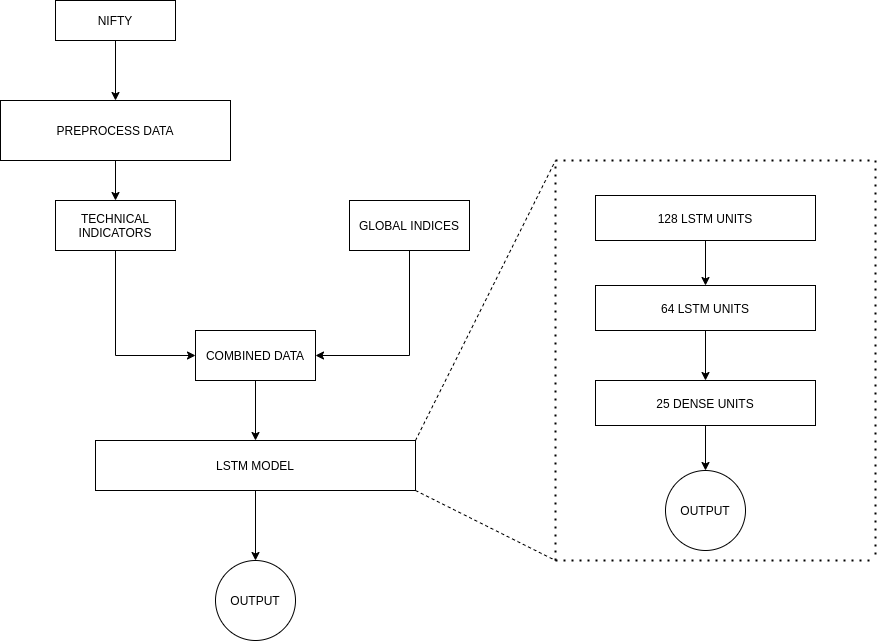 NIFTY
PREPROCESS DATA
TECHNICAL
INDICATORS
GLOBAL INDICES
COMBINED DATA
LSTM MODEL
OUTPUT
128 LSTM UNITS
64 LSTM UNITS
25 DENSE UNITS
OUTPUT